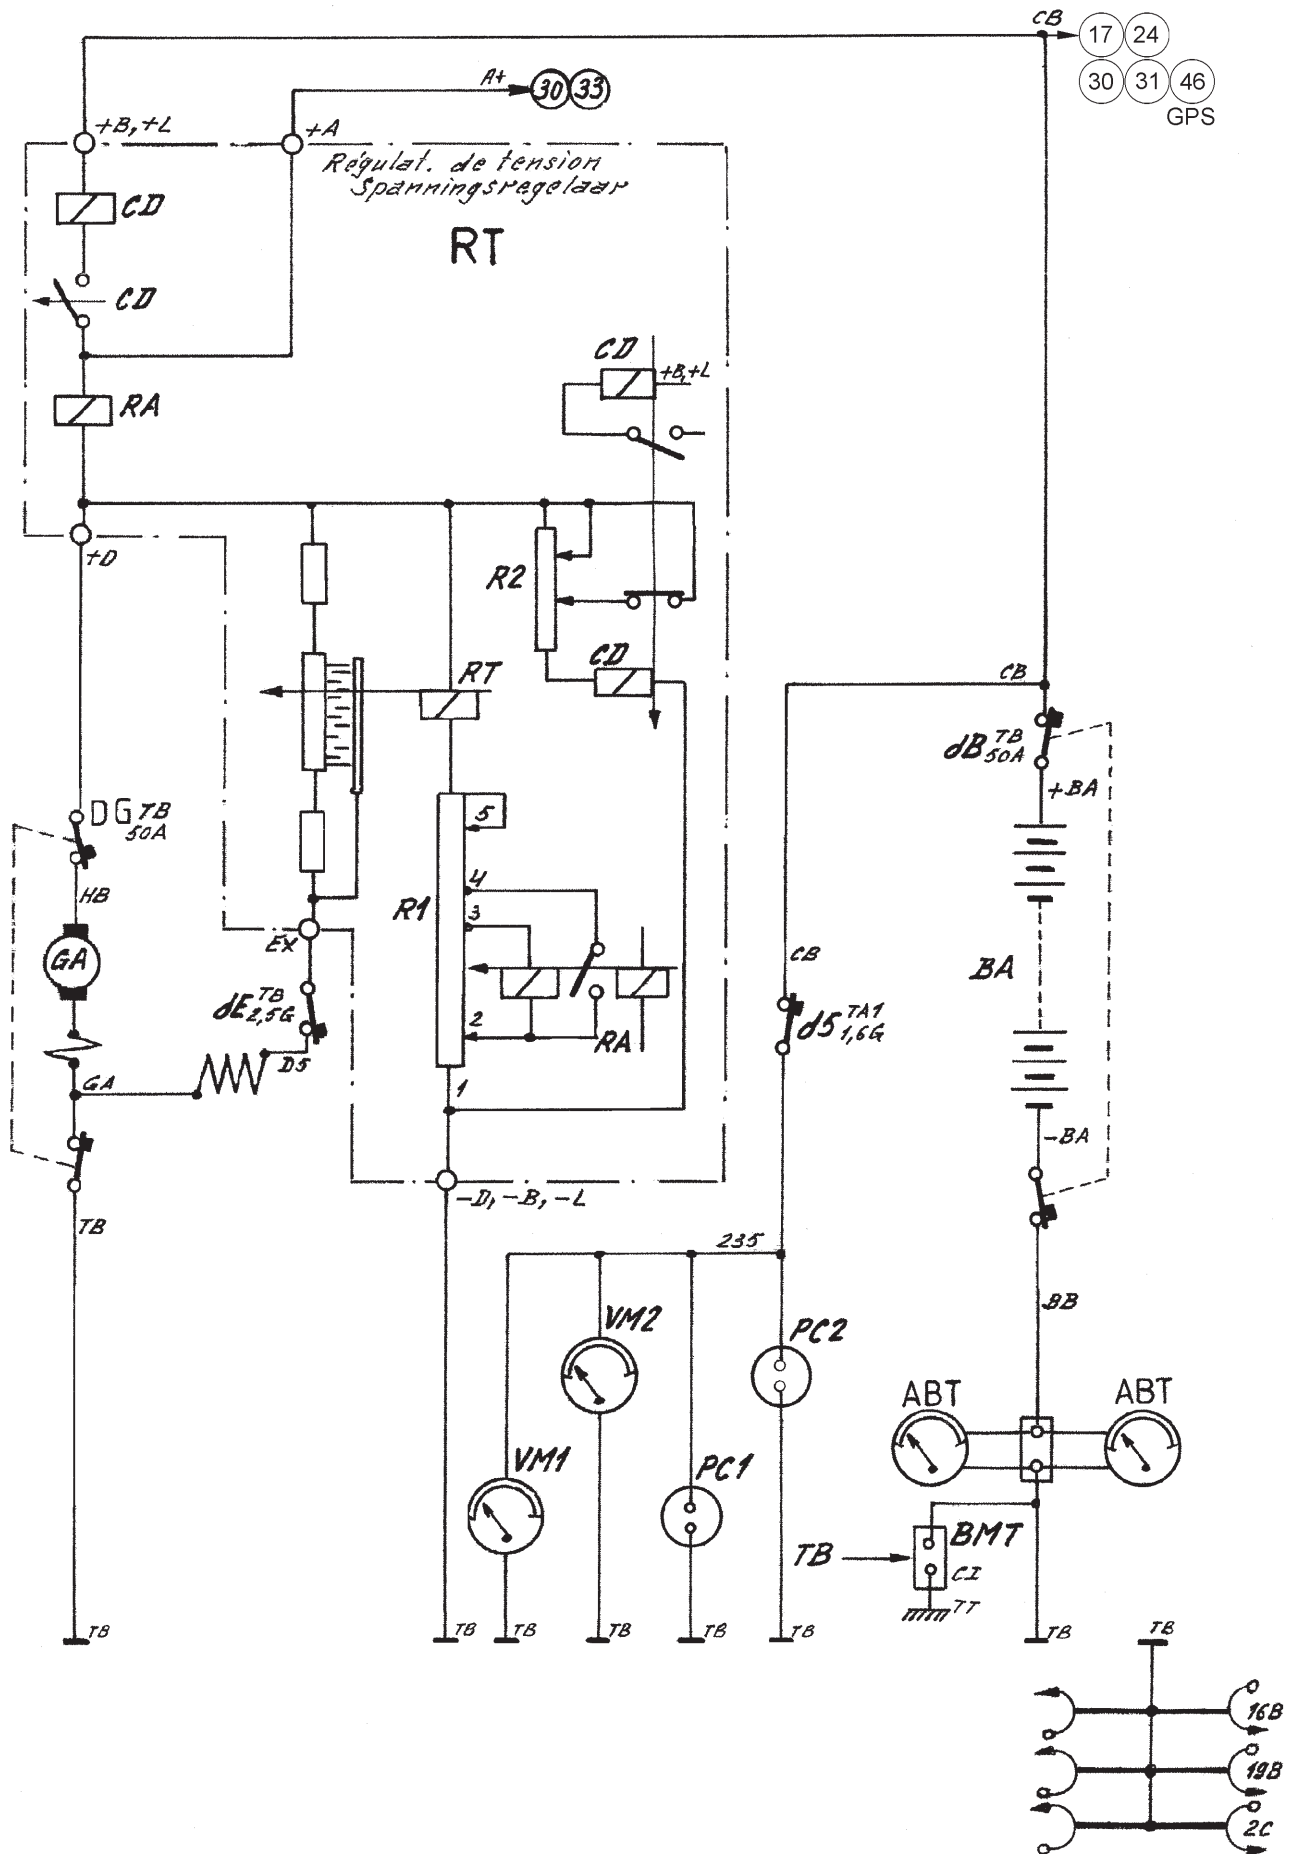 CB
17 24
30 31 46
GPS
A+
30 33
+B,+L
+A
Régulat. de tension
Spanningsregelaar
RT
CD
CD
CD
+B,+L
RA
+D
R2
CD
RT
CB
dB TB 50A
+BA
DG TB 50A
5
HB
4
R1
3
GA
EX
CB
BA
dE TB 2,5G
d5 TA1 1,6G
2
RA
D5
GA
1
-BA
-D, -B, -L
TB
235
BB
VM2
PC2
ABT
ABT
VM1
PC1
BMT
TB
CI
TT
TB
TB
TB
TB
TB
TB
TB
TB
16B
19B
2C